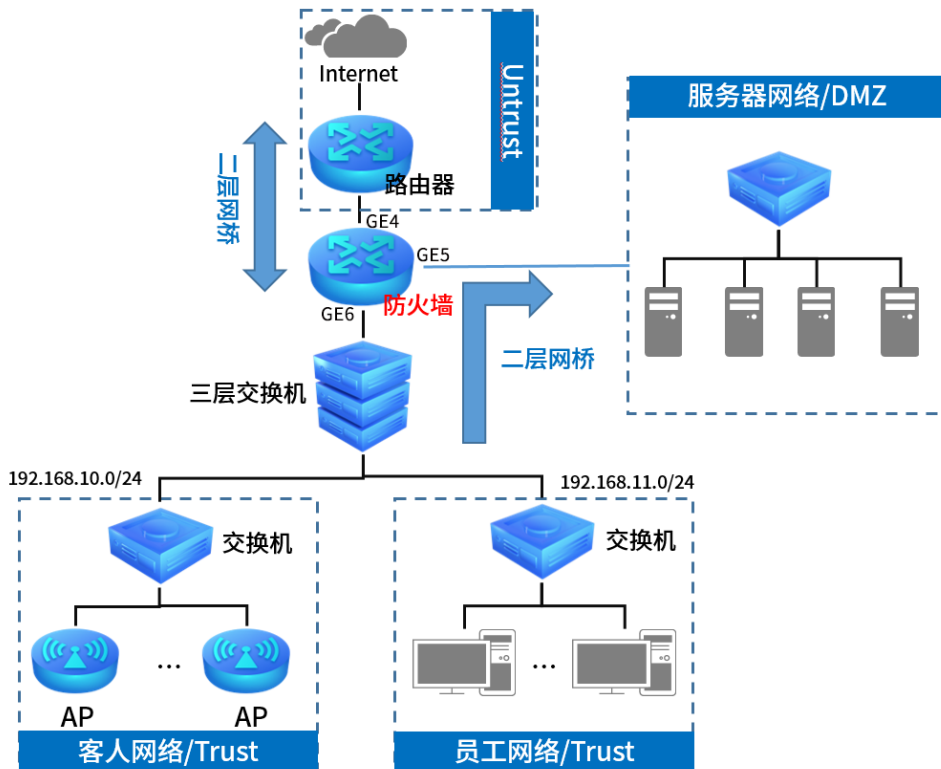 Internet
Untrust
二层网桥
路由器
服务器网络/DMZ
GE4
GE5
防火墙
GE6
二层网桥
三层交换机
192.168.10.0/24
192.168.11.0/24
交换机
交换机
...
...
AP
AP
客人网络/Trust
员工网络/Trust